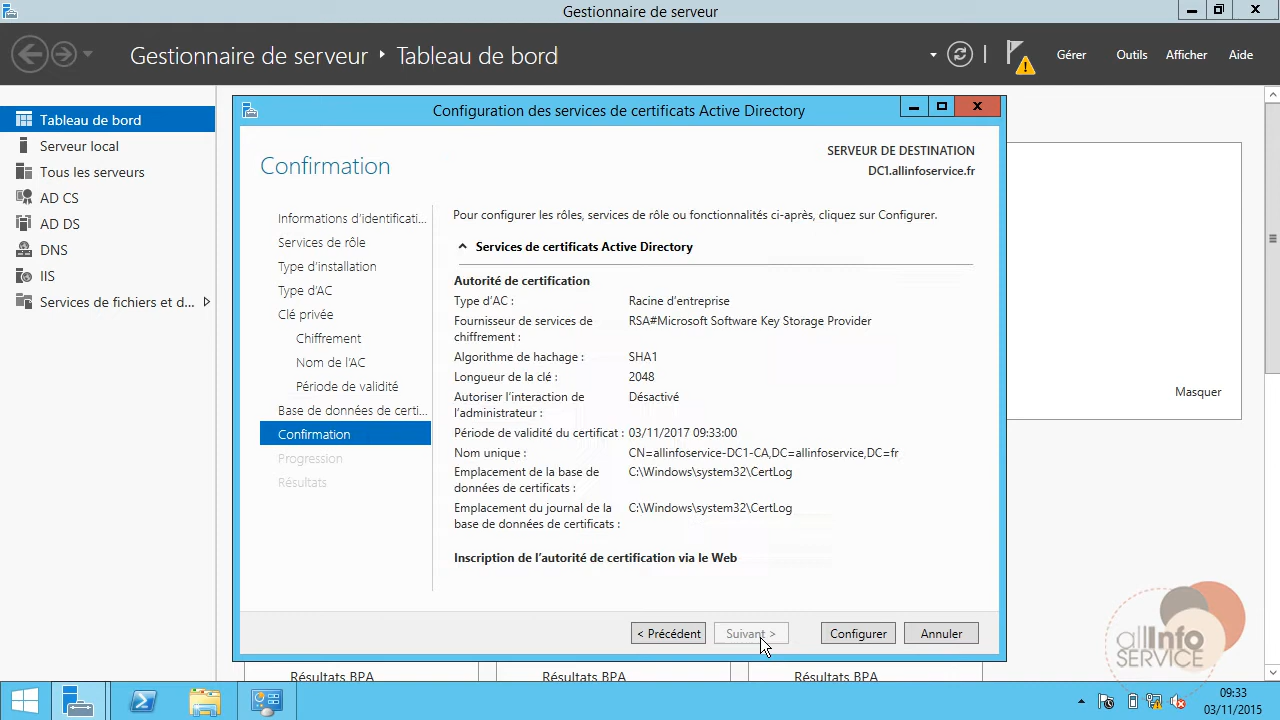 Gestionnaire de serveur
Gestionnaire de serveur ‣ Tableau de bord
Gérer Outils Afficher Aide
Tableau de bord
Serveur local
Tous les serveurs
AD CS
AD DS
DNS
IIS
Services de fichiers et d...
Configuration des services de certificats Active Directory
Confirmation
SERVEUR DE DESTINATION
DC1.allinfoservice.fr
Informations d'identificati...
Services de rôle
Type d'installation
Type d'AC
Clé privée
Chiffrement
Nom de l'AC
Période de validité
Base de données de certi...
Confirmation
Progression
Résultats
Pour configurer les rôles, services de rôle ou fonctionnalités ci-après, cliquez sur Configurer.
Services de certificats Active Directory
Autorité de certification
Type d'AC : Racine d'entreprise
Fournisseur de services de RSA#Microsoft Software Key Storage Provider
chiffrement :
Algorithme de hachage : SHA1
Longueur de la clé : 2048
Autoriser l'interaction de Désactivé
l'administrateur :
Période de validité du certificat : 03/11/2017 09:33:00
Nom unique : CN=allinfoservice-DC1-CA,DC=allinfoservice,DC=fr
Emplacement de la base de C:\Windows\system32\CertLog
données de certificats :
Emplacement du journal de la C:\Windows\system32\CertLog
base de données de certificats :
Inscription de l'autorité de certification via le Web
< Précédent Suivant > Configurer Annuler
Masquer
Résultats BPA Résultats BPA Résultats BPA
allInfo
SERVICE
09:33
03/11/2015